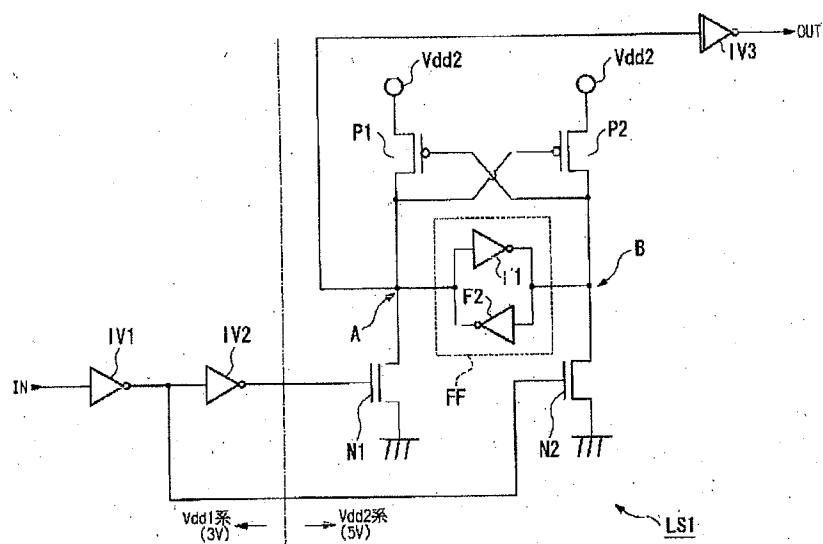 OUT
IV3
Vdd2
Vdd2
P1
P2
B
F1
F2
A
IV1
IV2
IN
FF
N1
N2
Vdd1系
(3V)
Vdd2系
(5V)
LS1